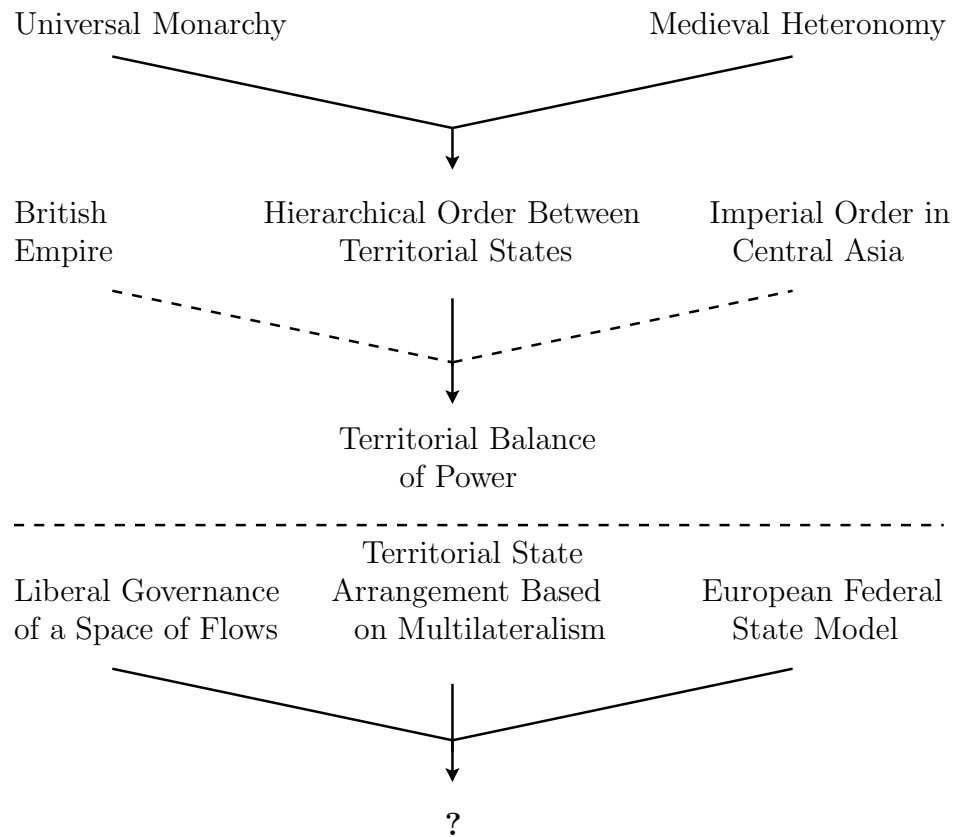 Universal Monarchy
Medieval Heteronomy
British
Empire
Hierarchical Order Between
Territorial States
Imperial Order in
Central Asia
Territorial Balance
of Power
Liberal Governance
of a Space of Flows
Territorial State
Arrangement Based
on Multilateralism
European Federal
State Model
?